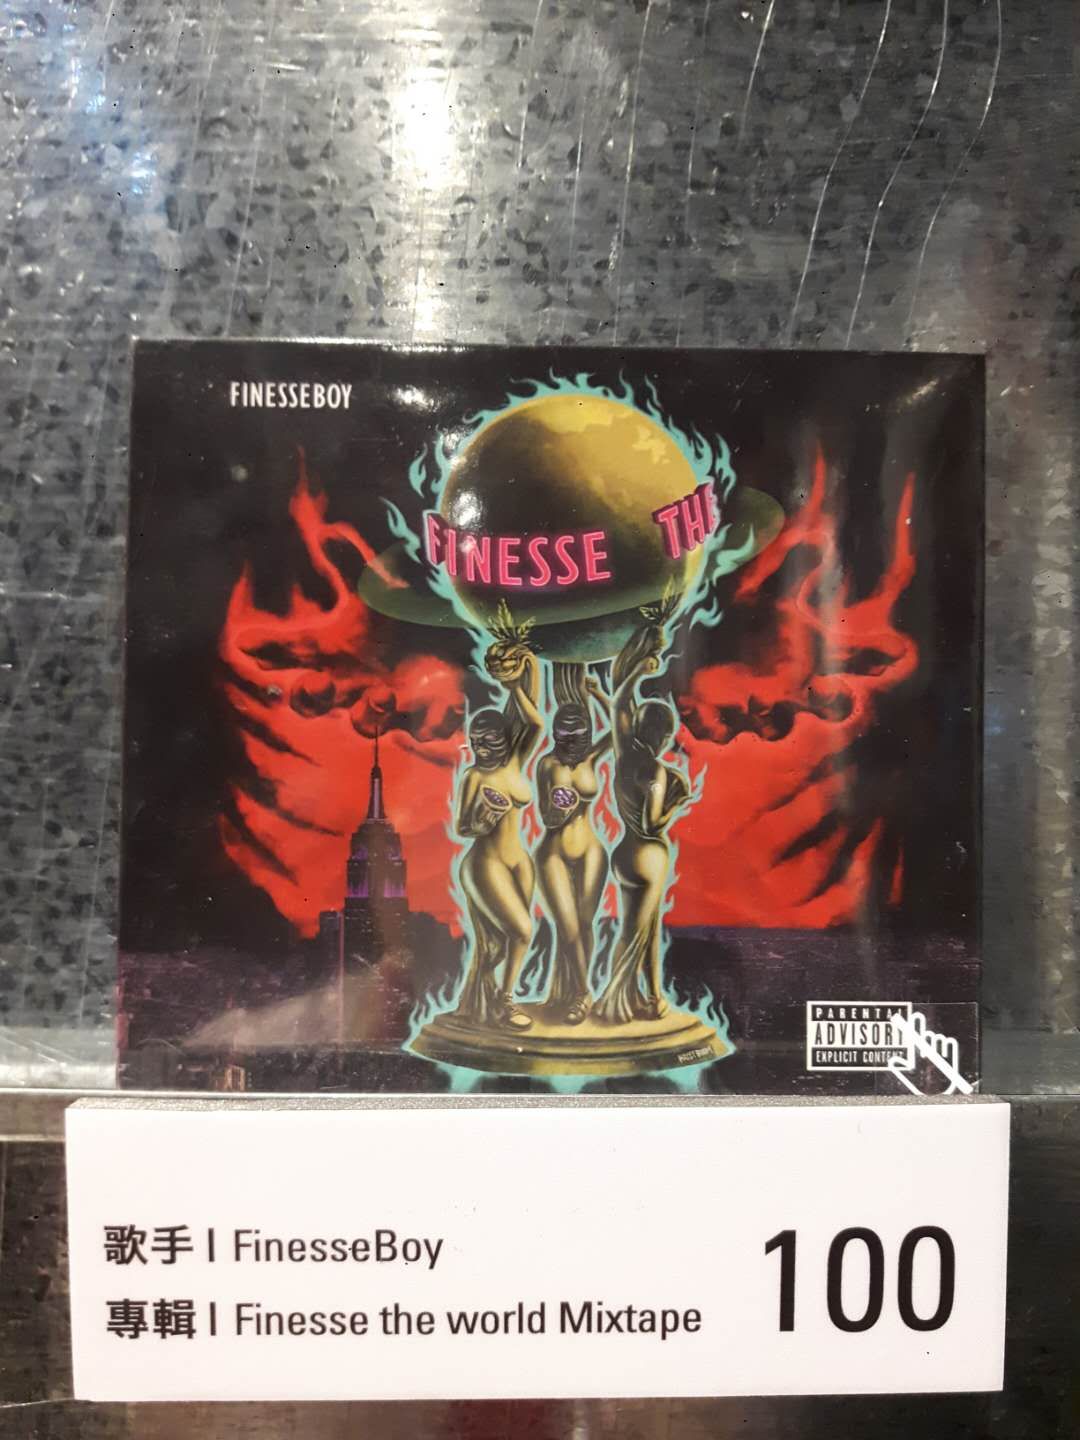 FINESSEBOY
FINESSE THE
PARENTAL
ADVISORY
EXPLICIT CONTENT
歌手 | FinesseBoy
專輯 | Finesse the world Mixtape
100